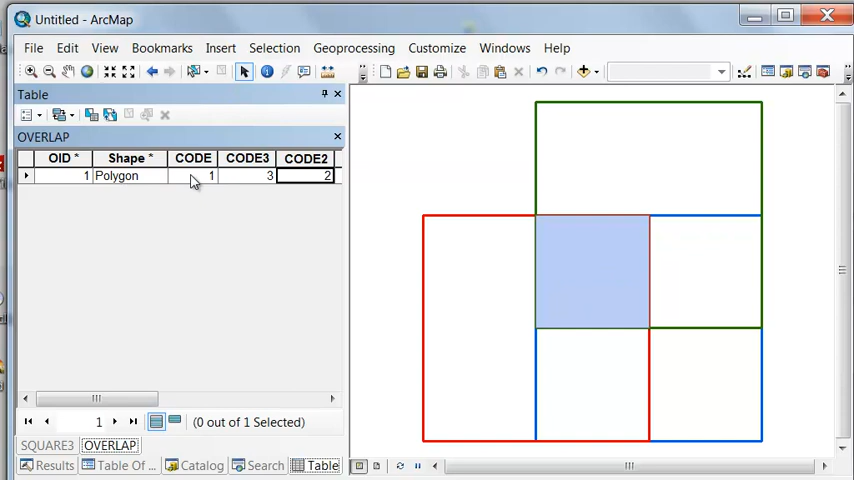 Untitled - ArcMap
File Edit View Bookmarks Insert Selection Geoprocessing Customize Windows Help
Table
OVERLAP
OID * Shape * CODE CODE3 CODE2
1 Polygon 1 3 2
1 (0 out of 1 Selected)
SQUARE3 OVERLAP
Results Table Of ... Catalog Search Table